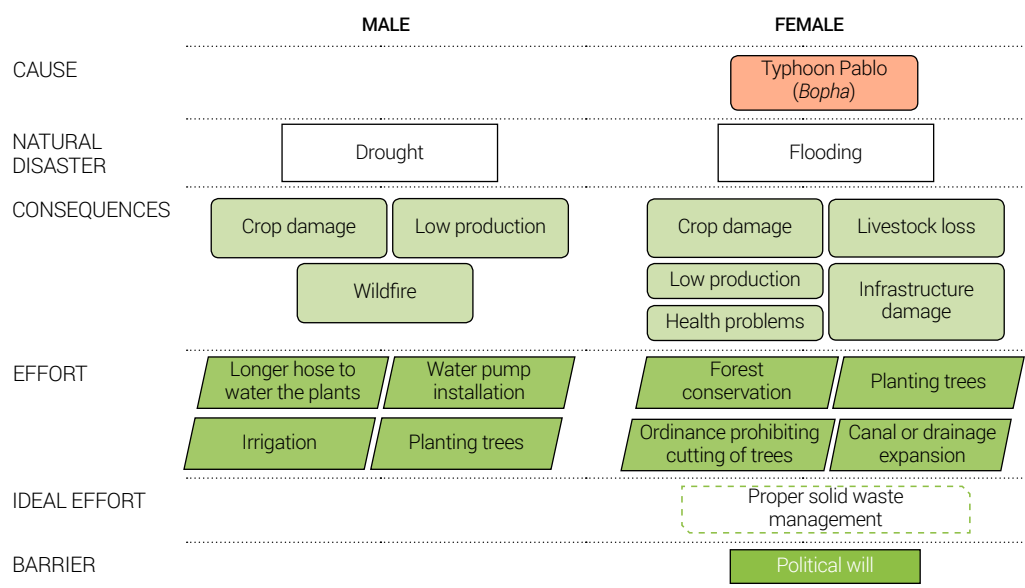 MALE
FEMALE
CAUSE
Typhoon Pablo
(Bopha)
NATURAL
DISASTER
Drought
Flooding
CONSEQUENCES
Crop damage
Low production
Wildfire
Crop damage
Livestock loss
Low production
Health problems
Infrastructure
damage
EFFORT
Longer hose to
water the plants
Water pump
installation
Irrigation
Planting trees
Forest
conservation
Planting trees
Ordinance prohibiting
cutting of trees
Canal or drainage
expansion
IDEAL EFFORT
Proper solid waste
management
BARRIER
Political will